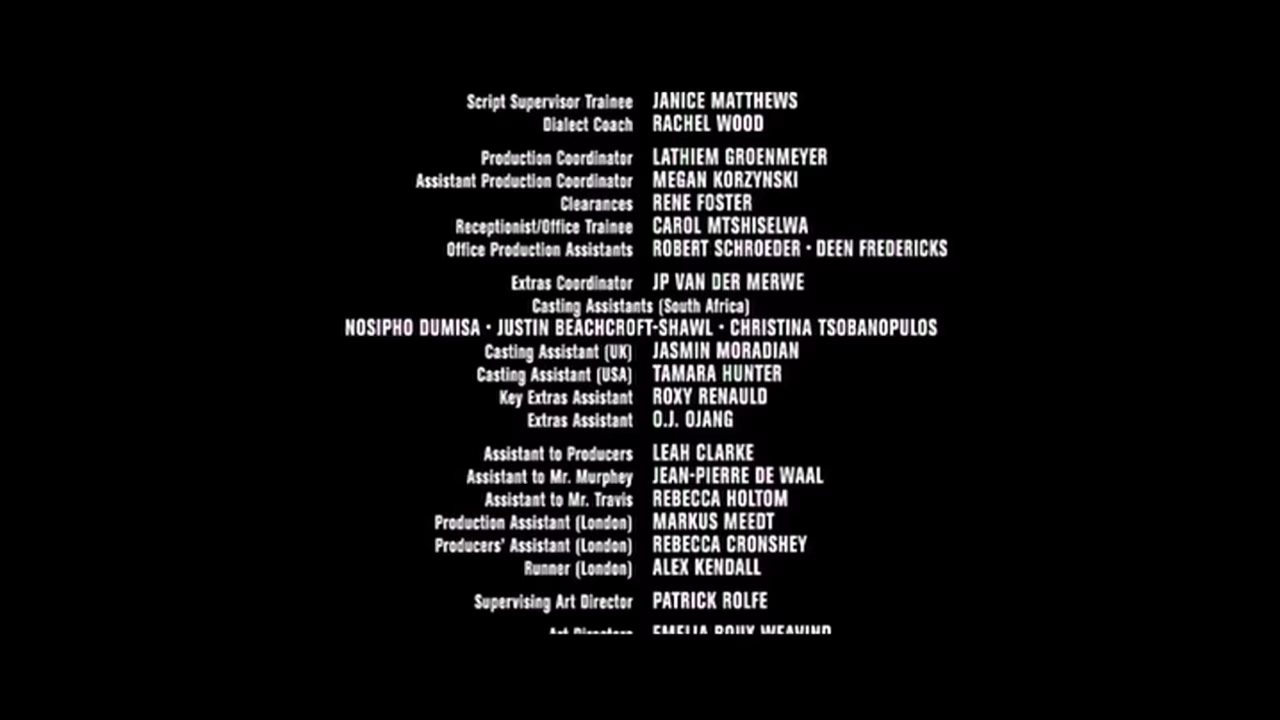 Script Supervisor Trainee JANICE MATTHEWS
Dialect Coach RACHEL WOOD
Production Coordinator LATHIEM GROENMEYER
Assistant Production Coordinator MEGAN KORZYNSKI
Clearances RENE FOSTER
Receptionist/Office Trainee CAROL MTSHISELWA
Office Production Assistants ROBERT SCHROEDER · DEEN FREDERICKS
Extras Coordinator JP VAN DER MERWE
Casting Assistants (South Africa)
NOSIPHO DUMISA · JUSTIN BEACHCROFT-SHAWL · CHRISTINA TSOBANOPULOS
Casting Assistant (UK) JASMIN MORADIAN
Casting Assistant (USA) TAMARA HUNTER
Key Extras Assistant ROXY RENAULD
Extras Assistant O.J. OJANG
Assistant to Producers LEAH CLARKE
Assistant to Mr. Murphey JEAN-PIERRE DE WAAL
Assistant to Mr. Travis REBECCA HOLTOM
Production Assistant (London) MARKUS MEEDT
Producers' Assistant (London) REBECCA CRONSHEY
Runner (London) ALEX KENDALL
Supervising Art Director PATRICK ROLFE
Art Directors EMELIA ROUX WEAVIND